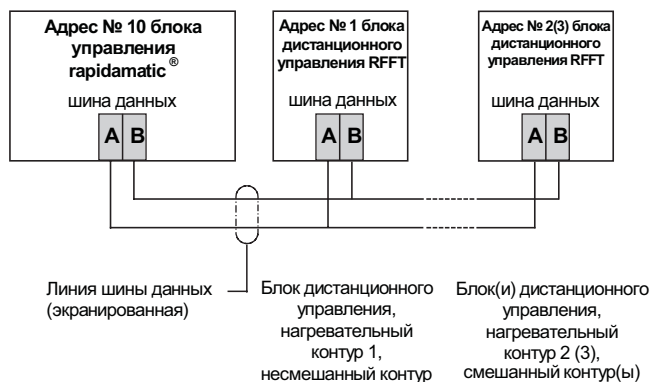 Адрес № 10 блока
управления
rapidamatic ®
шина данных
A B
Адрес № 1 блока
дистанционного
управления RFFT
шина данных
A B
Адрес № 2(3) блока
дистанционного
управления RFFT
шина данных
A B
Линия шины данных
(экранированная)
Блок дистанционного
управления,
нагревательный
контур 1,
несмешанный контур
Блок(и) дистанционного
управления,
нагревательный
контур 2 (3),
смешанный контур(ы)